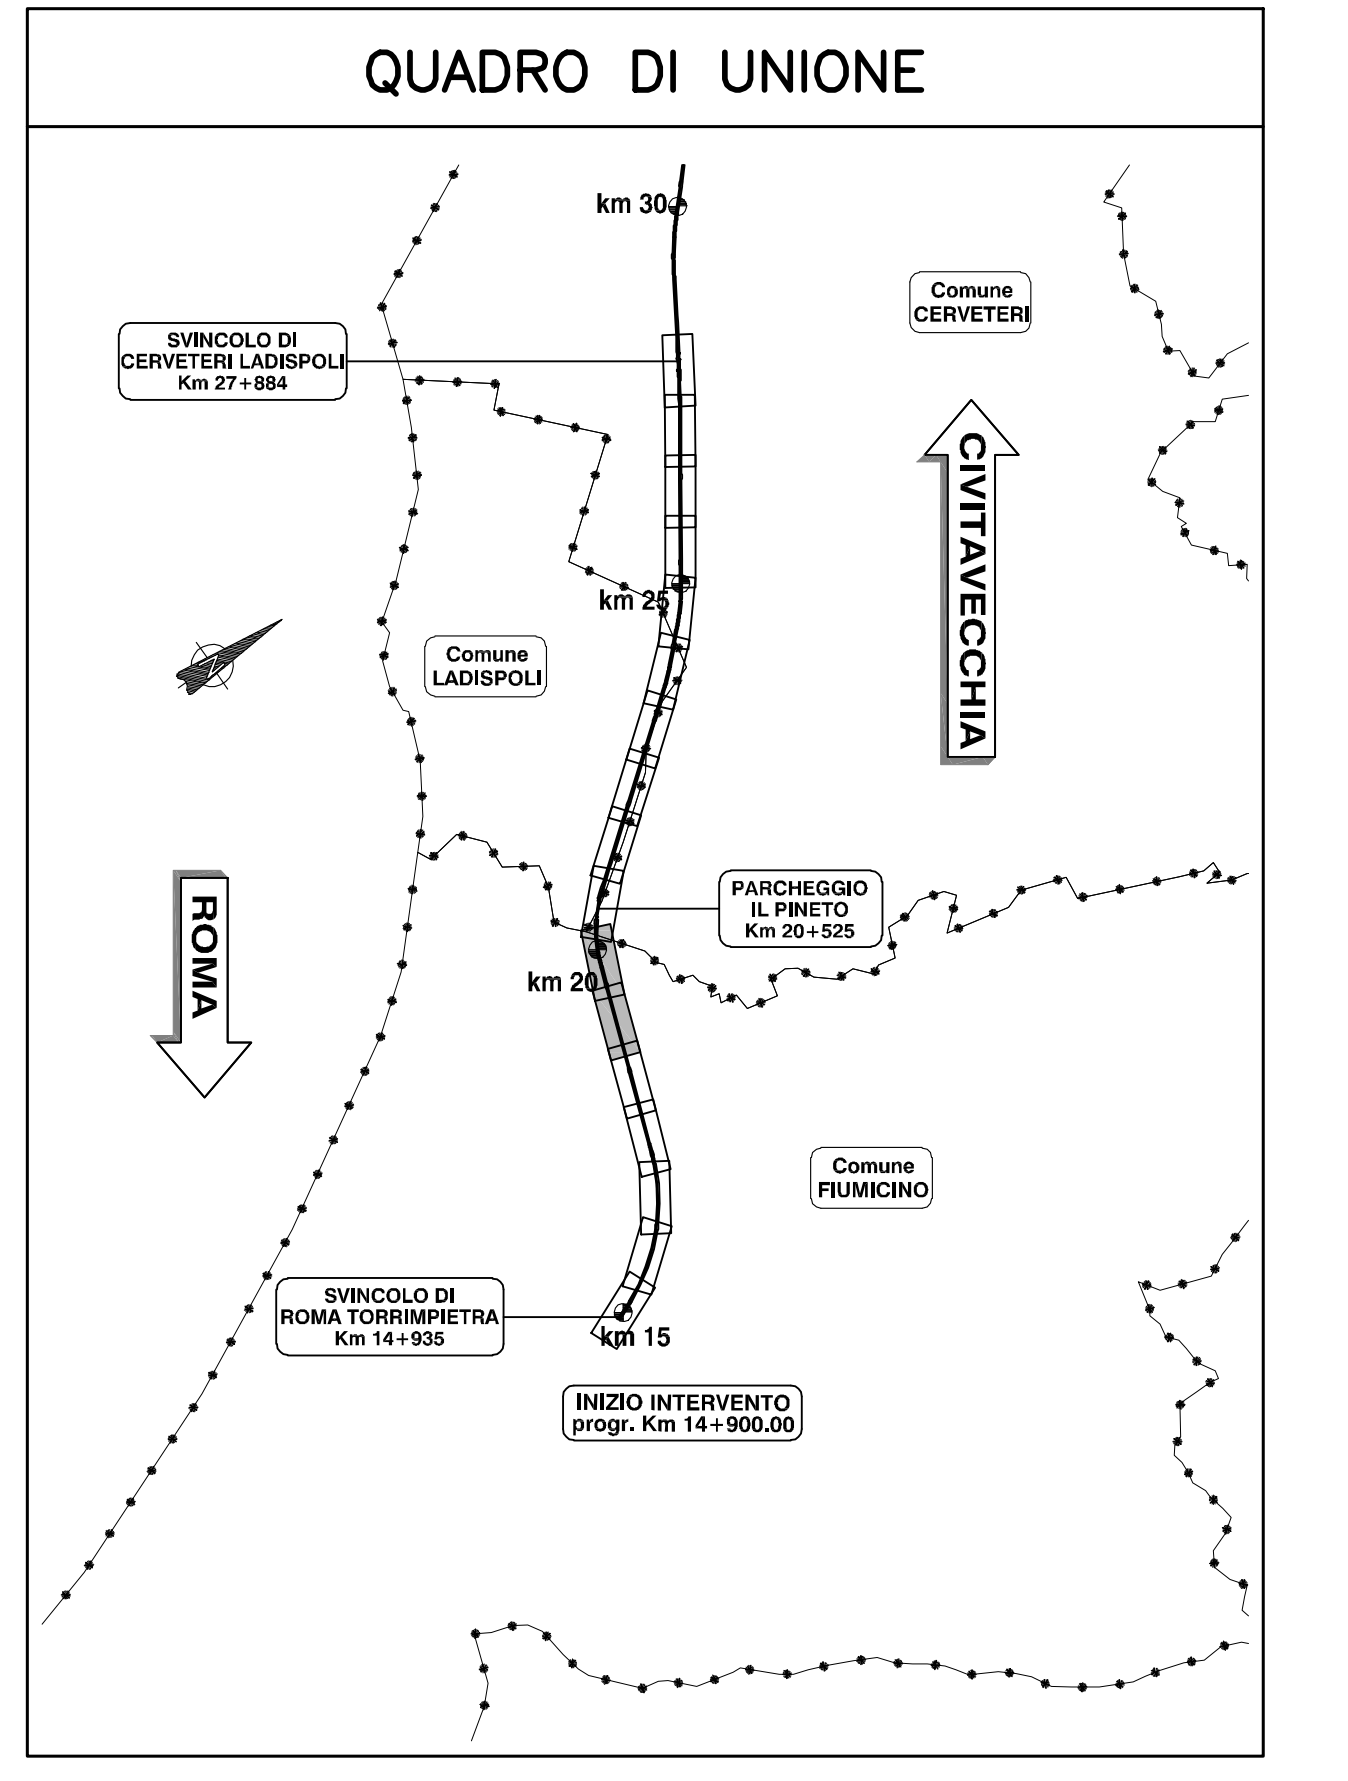 QUADRO DI UNIONE
km 30
Comune
CERVETERI
SVINCOLO DI
CERVETERI LADISPOLI
Km 27+884
CIVITAVECCHIA
km 25
Comune
LADISPOLI
Z
ROMA
PARCHEGGIO
IL PINETO
Km 20+525
km 20
Comune
FIUMICINO
SVINCOLO DI
ROMA TORRIMPIETRA
Km 14+935
km 15
INIZIO INTERVENTO
progr. Km 14+900.00